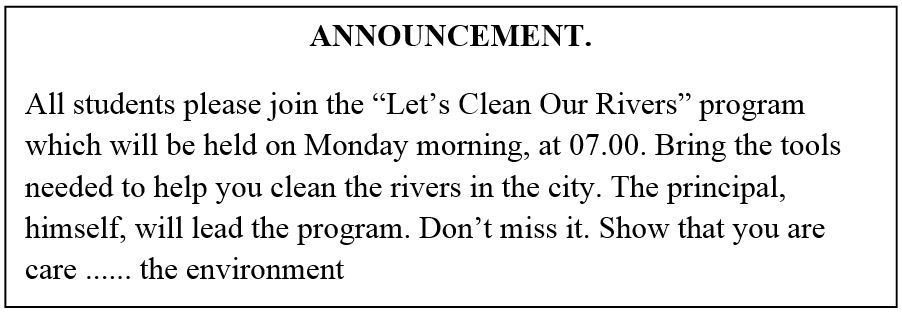 ANNOUNCEMENT.
All students please join the “Let’s Clean Our Rivers” program
which will be held on Monday morning, at 07.00. Bring the tools
needed to help you clean the rivers in the city. The principal,
himself, will lead the program. Don’t miss it. Show that you are
care ...... the environment